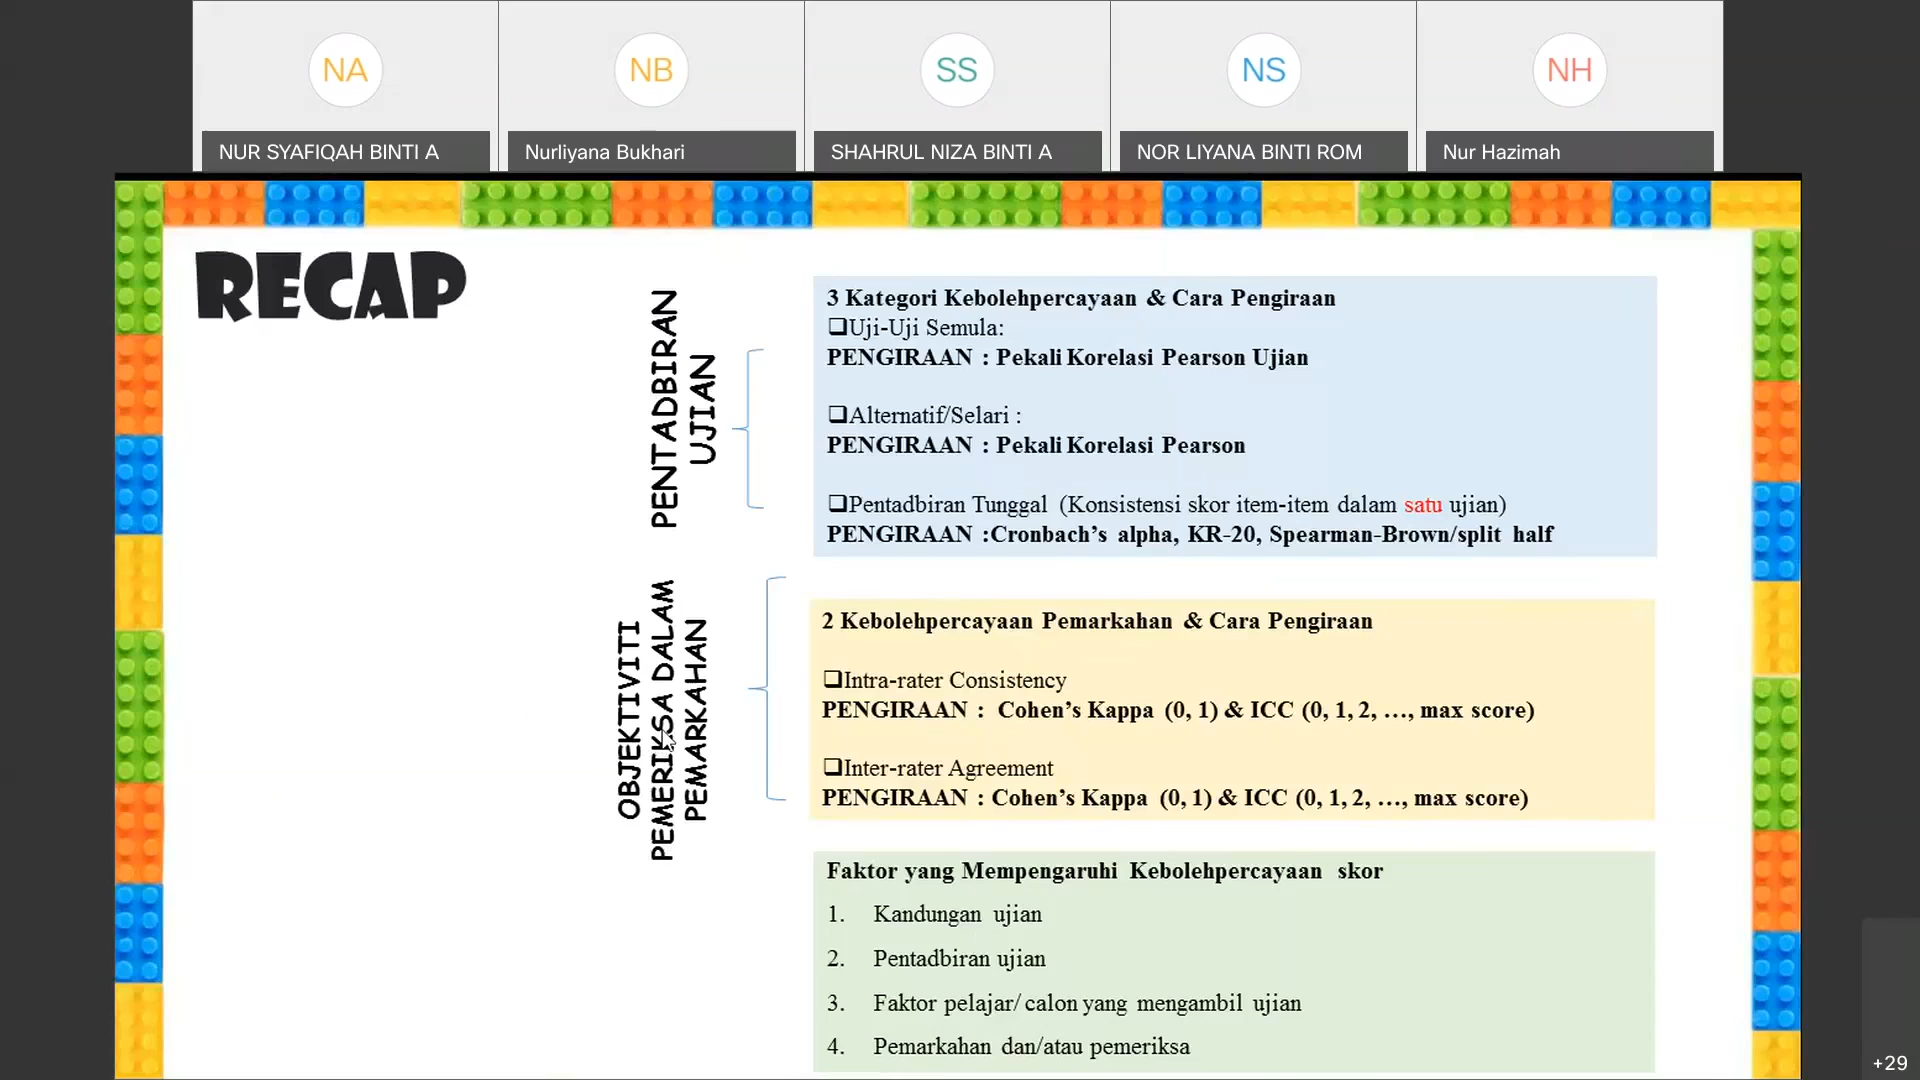 NA
NB
SS
NS
NH
NUR SYAFIQAH BINTI A
Nurliyana Bukhari
SHAHRUL NIZA BINTI A
NOR LIYANA BINTI ROM
Nur Hazimah
RECAP
PENTADBIRAN
UJIAN
3 Kategori Kebolehpercayaan & Cara Pengiraan
❑Uji-Uji Semula:
PENGIRAAN : Pekali Korelasi Pearson Ujian
❑Alternatif/Selari :
PENGIRAAN : Pekali Korelasi Pearson
❑Pentadbiran Tunggal (Konsistensi skor item-item dalam satu ujian)
PENGIRAAN :Cronbach's alpha, KR-20, Spearman-Brown/split half
OBJEKTIVITI
PEMERIKSA DALAM
PEMARKAHAN
2 Kebolehpercayaan Pemarkahan & Cara Pengiraan
❑Intra-rater Consistency
PENGIRAAN : Cohen's Kappa (0, 1) & ICC (0, 1, 2, …, max score)
❑Inter-rater Agreement
PENGIRAAN : Cohen's Kappa (0, 1) & ICC (0, 1, 2, …, max score)
Faktor yang Mempengaruhi Kebolehpercayaan skor
1. Kandungan ujian
2. Pentadbiran ujian
3. Faktor pelajar/ calon yang mengambil ujian
4. Pemarkahan dan/atau pemeriksa
+29